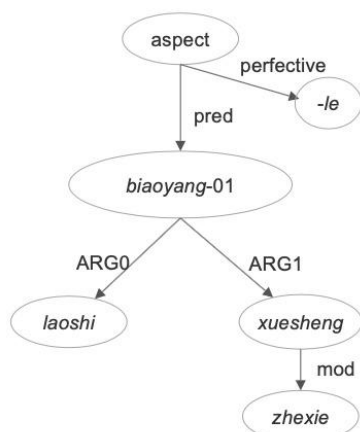 aspect
perfective
-le
pred
biaoyang-01
ARG0
ARG1
laoshi
xuesheng
mod
zhexie